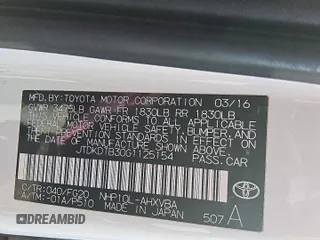 MFD. BY: TOYOTA MOTOR CORPORATION 03/16
GVWR 3475LB GAWR FR 1830LB RR 1830LB
THIS VEHICLE CONFORMS TO ALL APPLICABLE
FEDERAL MOTOR VEHICLE SAFETY, BUMPER, AND
THEFT PREVENTION STANDARDS IN EFFECT ON
THE DATE OF MANUFACTURE SHOWN ABOVE.
JTDKDTB30G1125154 PASS. CAR
C/TR: 040/FG20 NHP10L-AHXVBA
A/TM: -01A/P510 MADE IN JAPAN
507 A
TOYOTA
AUTOBIDMASTER